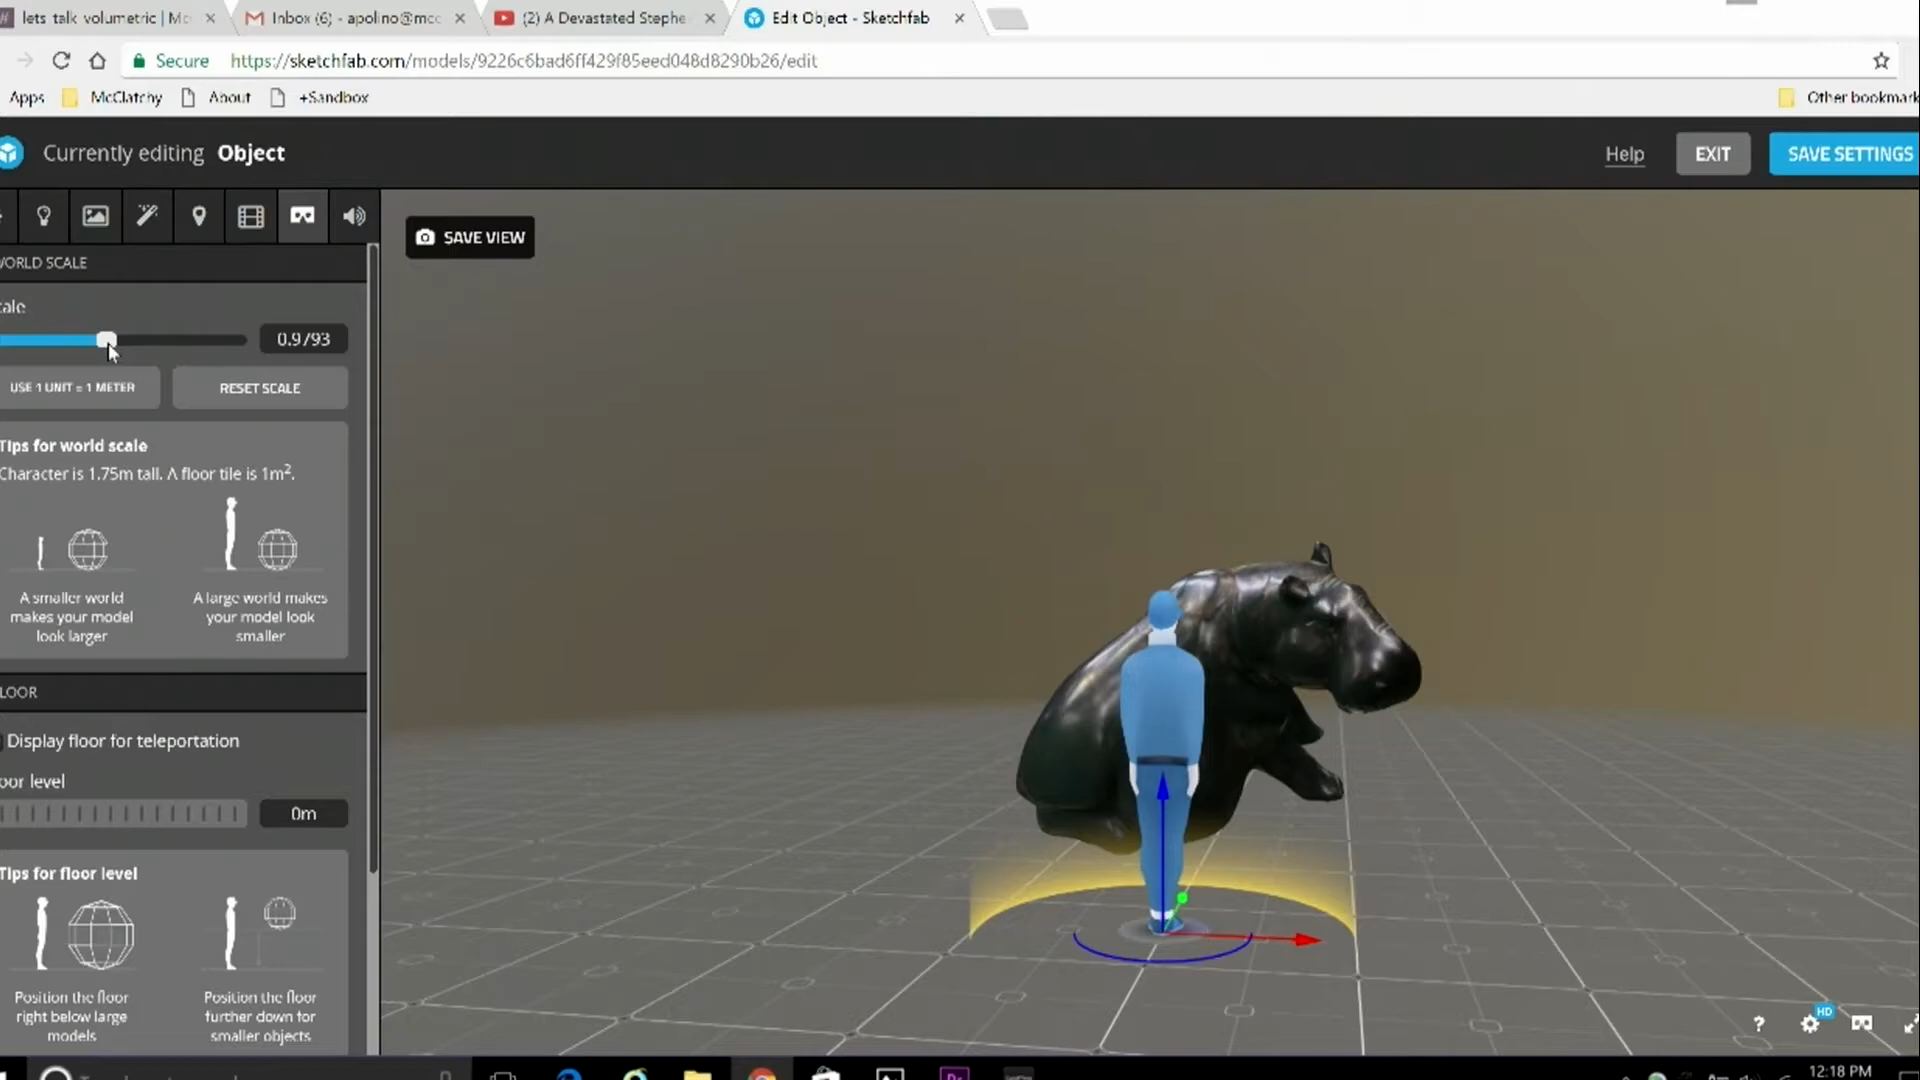 lets talk volumetric | Mc
Inbox (6) - apolino@mcc
(2) A Devastated Stephe
Edit Object - Sketchfab
Secure
https://sketchfab.com/models/9226c6bad6ff429f85eed048d8290b26/edit
Apps
McClatchy
About
+Sandbox
Other bookmark
Currently editing Object
Help
EXIT
SAVE SETTINGS
SAVE VIEW
WORLD SCALE
cale
0.9793
USE 1 UNIT = 1 METER
RESET SCALE
Tips for world scale
Character is 1.75m tall. A floor tile is 1m².
A smaller world
makes your model
look larger
A large world makes
your model look
smaller
LOOR
Display floor for teleportation
oor level
0m
Tips for floor level
Position the floor
right below large
models
Position the floor
further down for
smaller objects
?
HD
12:18 PM